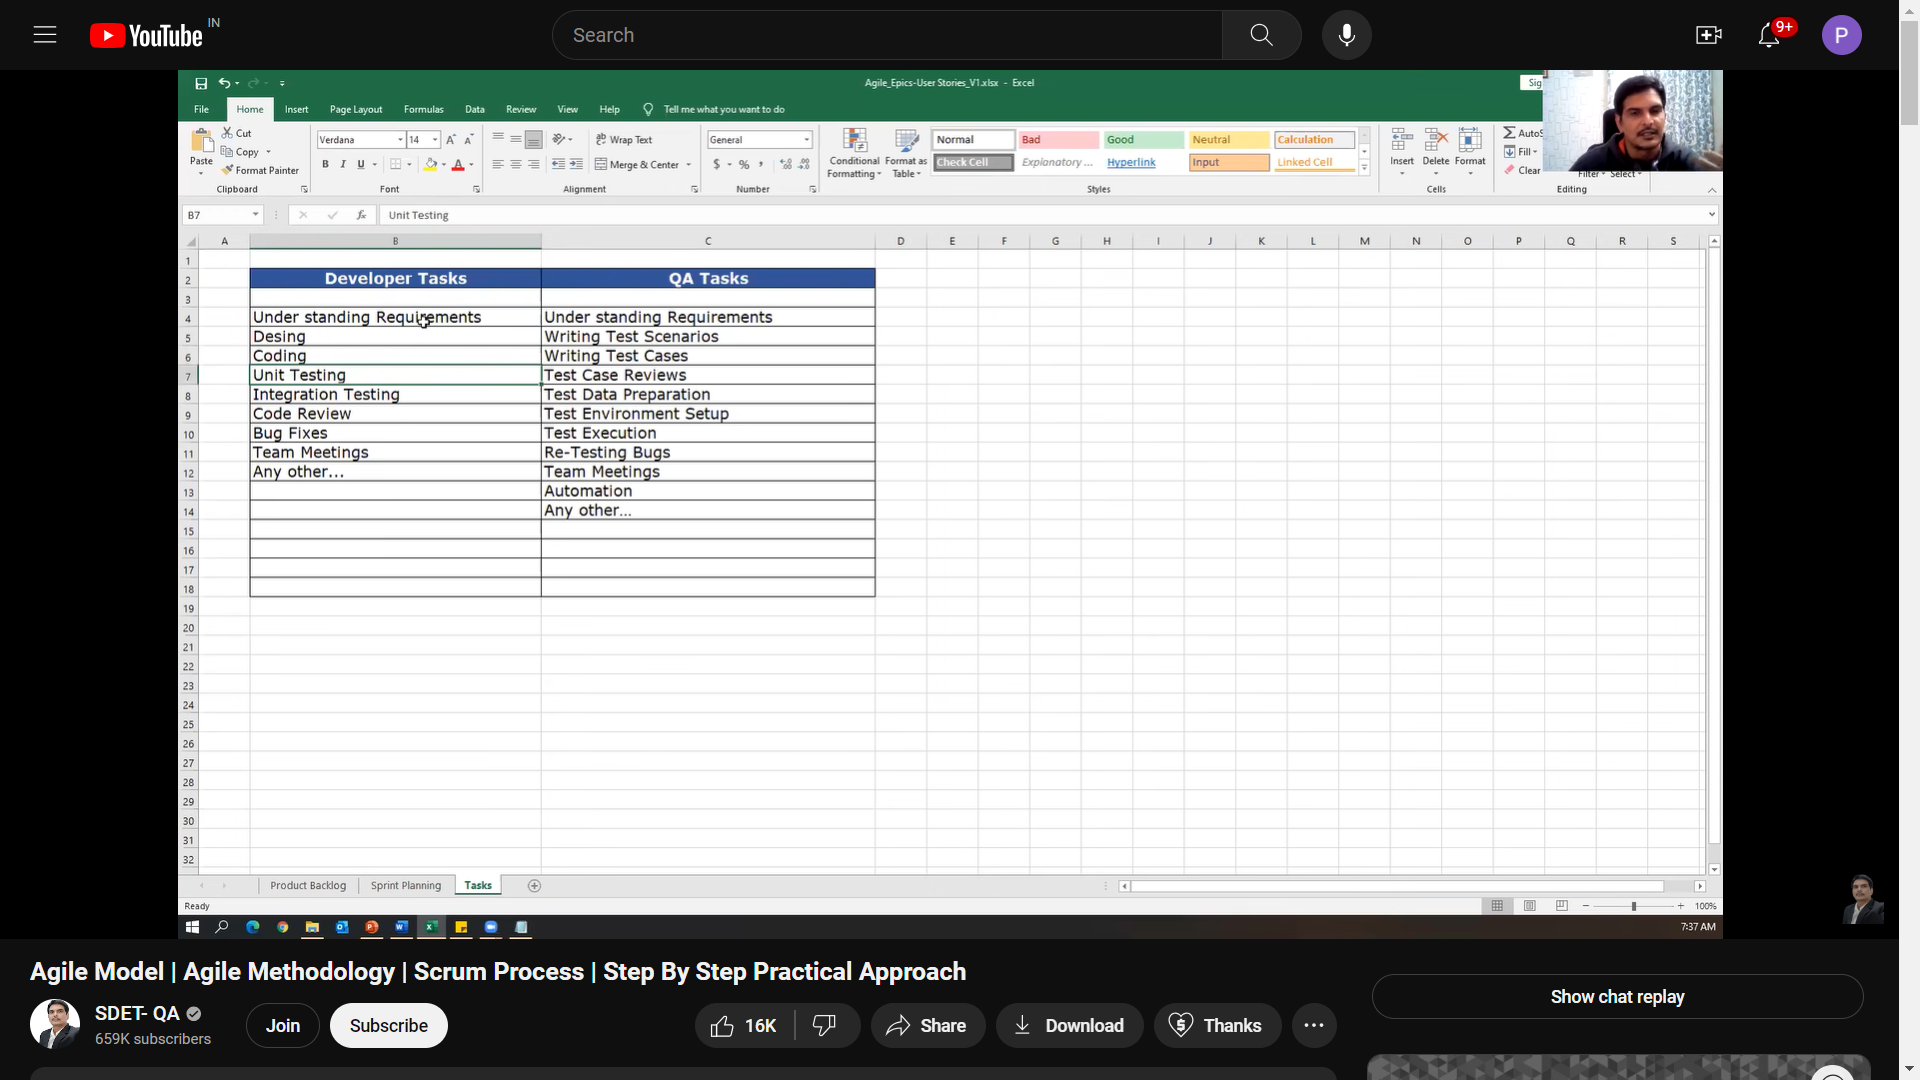 YouTube IN
Search
9+
P
Agile_Epics-User Stories_V1.xlsx - Excel
File Home Insert Page Layout Formulas Data Review View Help Tell me what you want to do
Cut
Copy
Format Painter
Paste
Clipboard
Verdana 14
B I U
Font
Wrap Text
Merge & Center
Alignment
General
$ % ,
Number
Conditional Formatting
Format as Table
Normal Bad Good Neutral Calculation
Check Cell Explanatory ... Hyperlink Input Linked Cell
Styles
Insert Delete Format
Cells
Fill
Clear
Editing
B7 fx Unit Testing
A B C D E F G H I J K L M N O P Q R S
1
2 Developer Tasks QA Tasks
3
4 Under standing Requirements Under standing Requirements
5 Desing Writing Test Scenarios
6 Coding Writing Test Cases
7 Unit Testing Test Case Reviews
8 Integration Testing Test Data Preparation
9 Code Review Test Environment Setup
10 Bug Fixes Test Execution
11 Team Meetings Re-Testing Bugs
12 Any other... Team Meetings
13 Automation
14 Any other...
15
16
17
18
19
20
21
22
23
24
25
26
27
28
29
30
31
32
Product Backlog Sprint Planning Tasks
Ready 100%
7:37 AM
Agile Model | Agile Methodology | Scrum Process | Step By Step Practical Approach
SDET- QA
659K subscribers
Join
Subscribe
16K
Share
Download
Thanks
Show chat replay